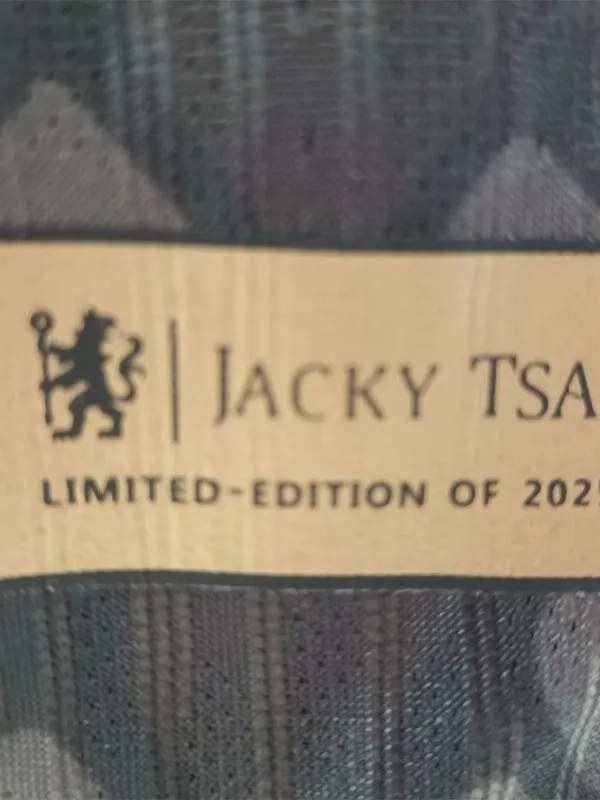 JACKY TSA
LIMITED-EDITION OF 202